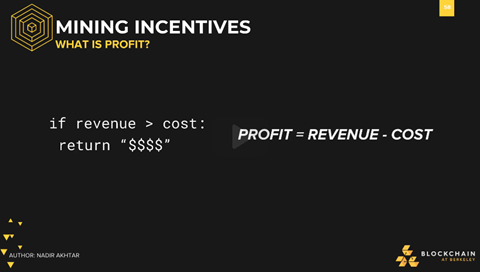 MINING INCENTIVES
WHAT IS PROFIT?
if revenue > cost:
return “$$$$”
PROFIT = REVENUE - COST
AUTHOR: NADIR AKHTAR
BLOCKCHAIN
AT BERKELEY